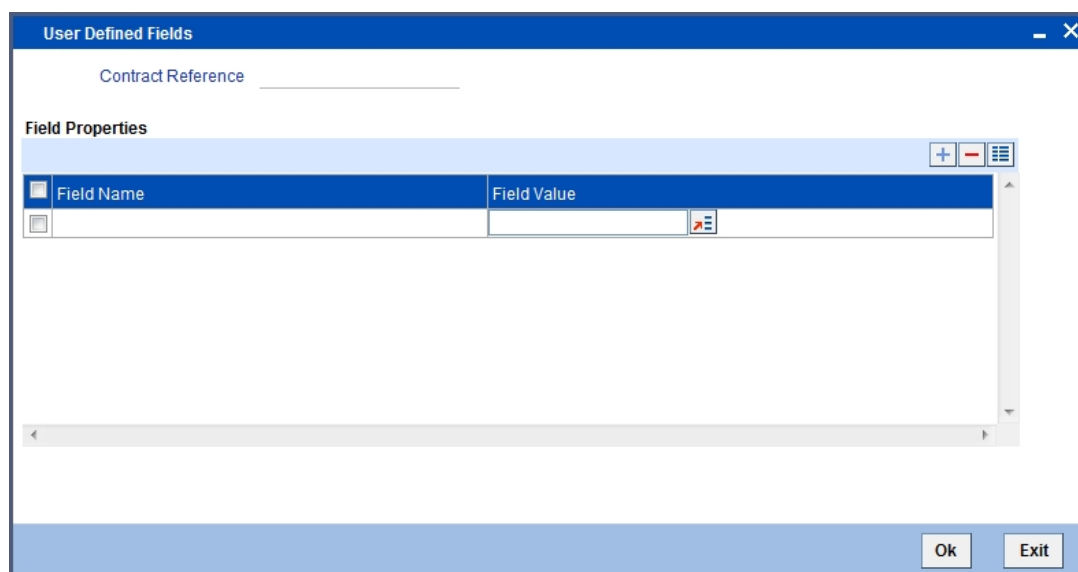 User Defined Fields
Contract Reference
Field Properties
Field Name Field Value
Ok Exit